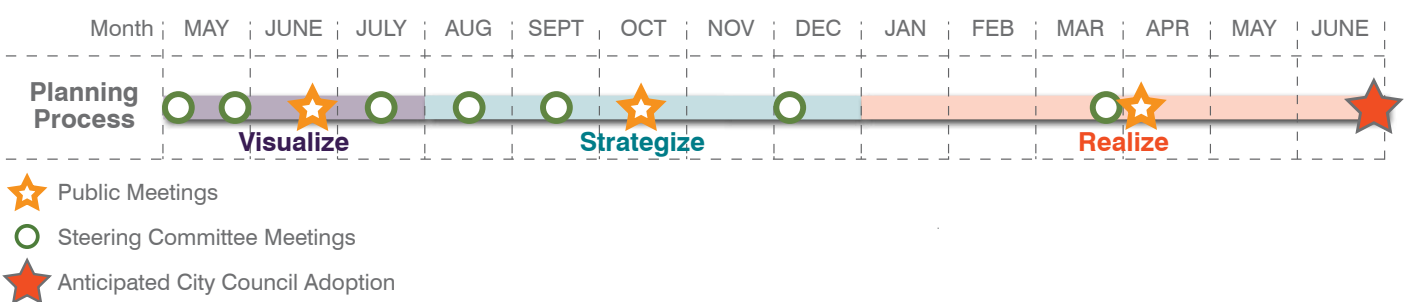 Month MAY JUNE JULY AUG SEPT OCT NOV DEC JAN FEB MAR APR MAY JUNE
Planning
Process
Visualize Strategize Realize
Public Meetings
Steering Committee Meetings
Anticipated City Council Adoption